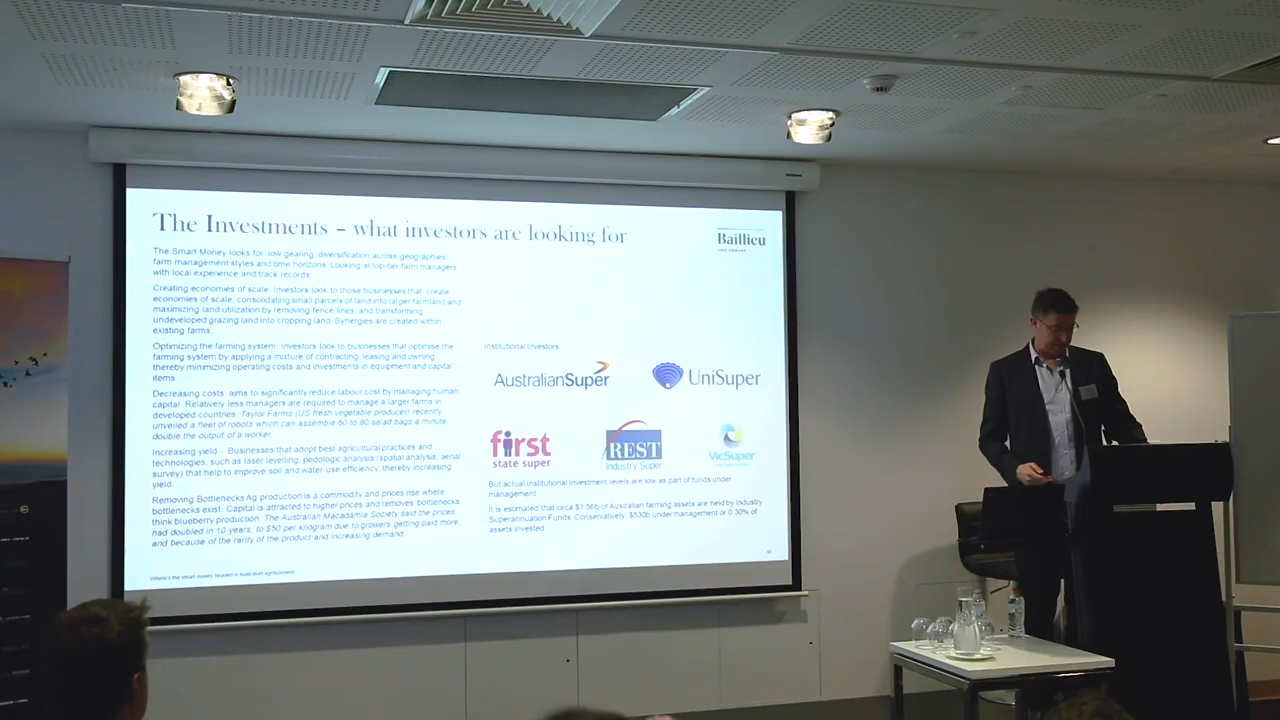 The Investments – what investors are looking for
Baillieu
The Smart Money looks for: low gearing, diversification across geographies,
farm management styles and time horizons. Looking at top-tier farm managers
with local experience and track records
Creating economies of scale: Investors look to those businesses that create
economies of scale, consolidating small parcels of land into larger farmland and
maximizing land utilization by removing fence lines, and transforming
undeveloped grazing land into cropping land. Synergies are created within
existing farms.
Optimizing the farming system: Investors look to businesses that optimise the
farming system by applying a mixture of contracting, leasing and owning,
thereby minimizing operating costs and investments in equipment and capital
items.
Decreasing costs: aims to significantly reduce labour cost by managing human
capital. Relatively less managers are required to manage a larger farms in
developed countries. Taylor Farms (US fresh vegetable producer) recently
unveiled a fleet of robots which can assemble 60 to 80 salad bags a minute
double the output of a worker.
Increasing yield - Businesses that adopt best agricultural practices and
technologies, such as laser levelling, pedologic analysis (spatial analysis, aerial
survey) that help to improve soil and water-use efficiency, thereby increasing
yield.
Removing Bottlenecks Ag production is a commodity and prices rise where
bottlenecks exist. Capital is attracted to higher prices and removes bottlenecks
think blueberry production. The Australian Macadamia Society said the prices
had doubled in 10 years, to $50 per kilogram due to growers getting paid more,
and because of the rarity of the product and increasing demand.
Institutional Investors
AustralianSuper
UniSuper
first
state super
REST
Industry Super
VicSuper
But actual Institutional Investment levels are low as part of funds under
management.
It is estimated that circa $1.56b of Australian farming assets are held by Industry
Superannuation Funds. Conservatively, $530b under management or 0.30% of
assets invested.
Where's the smart money headed in Australian agribusiness